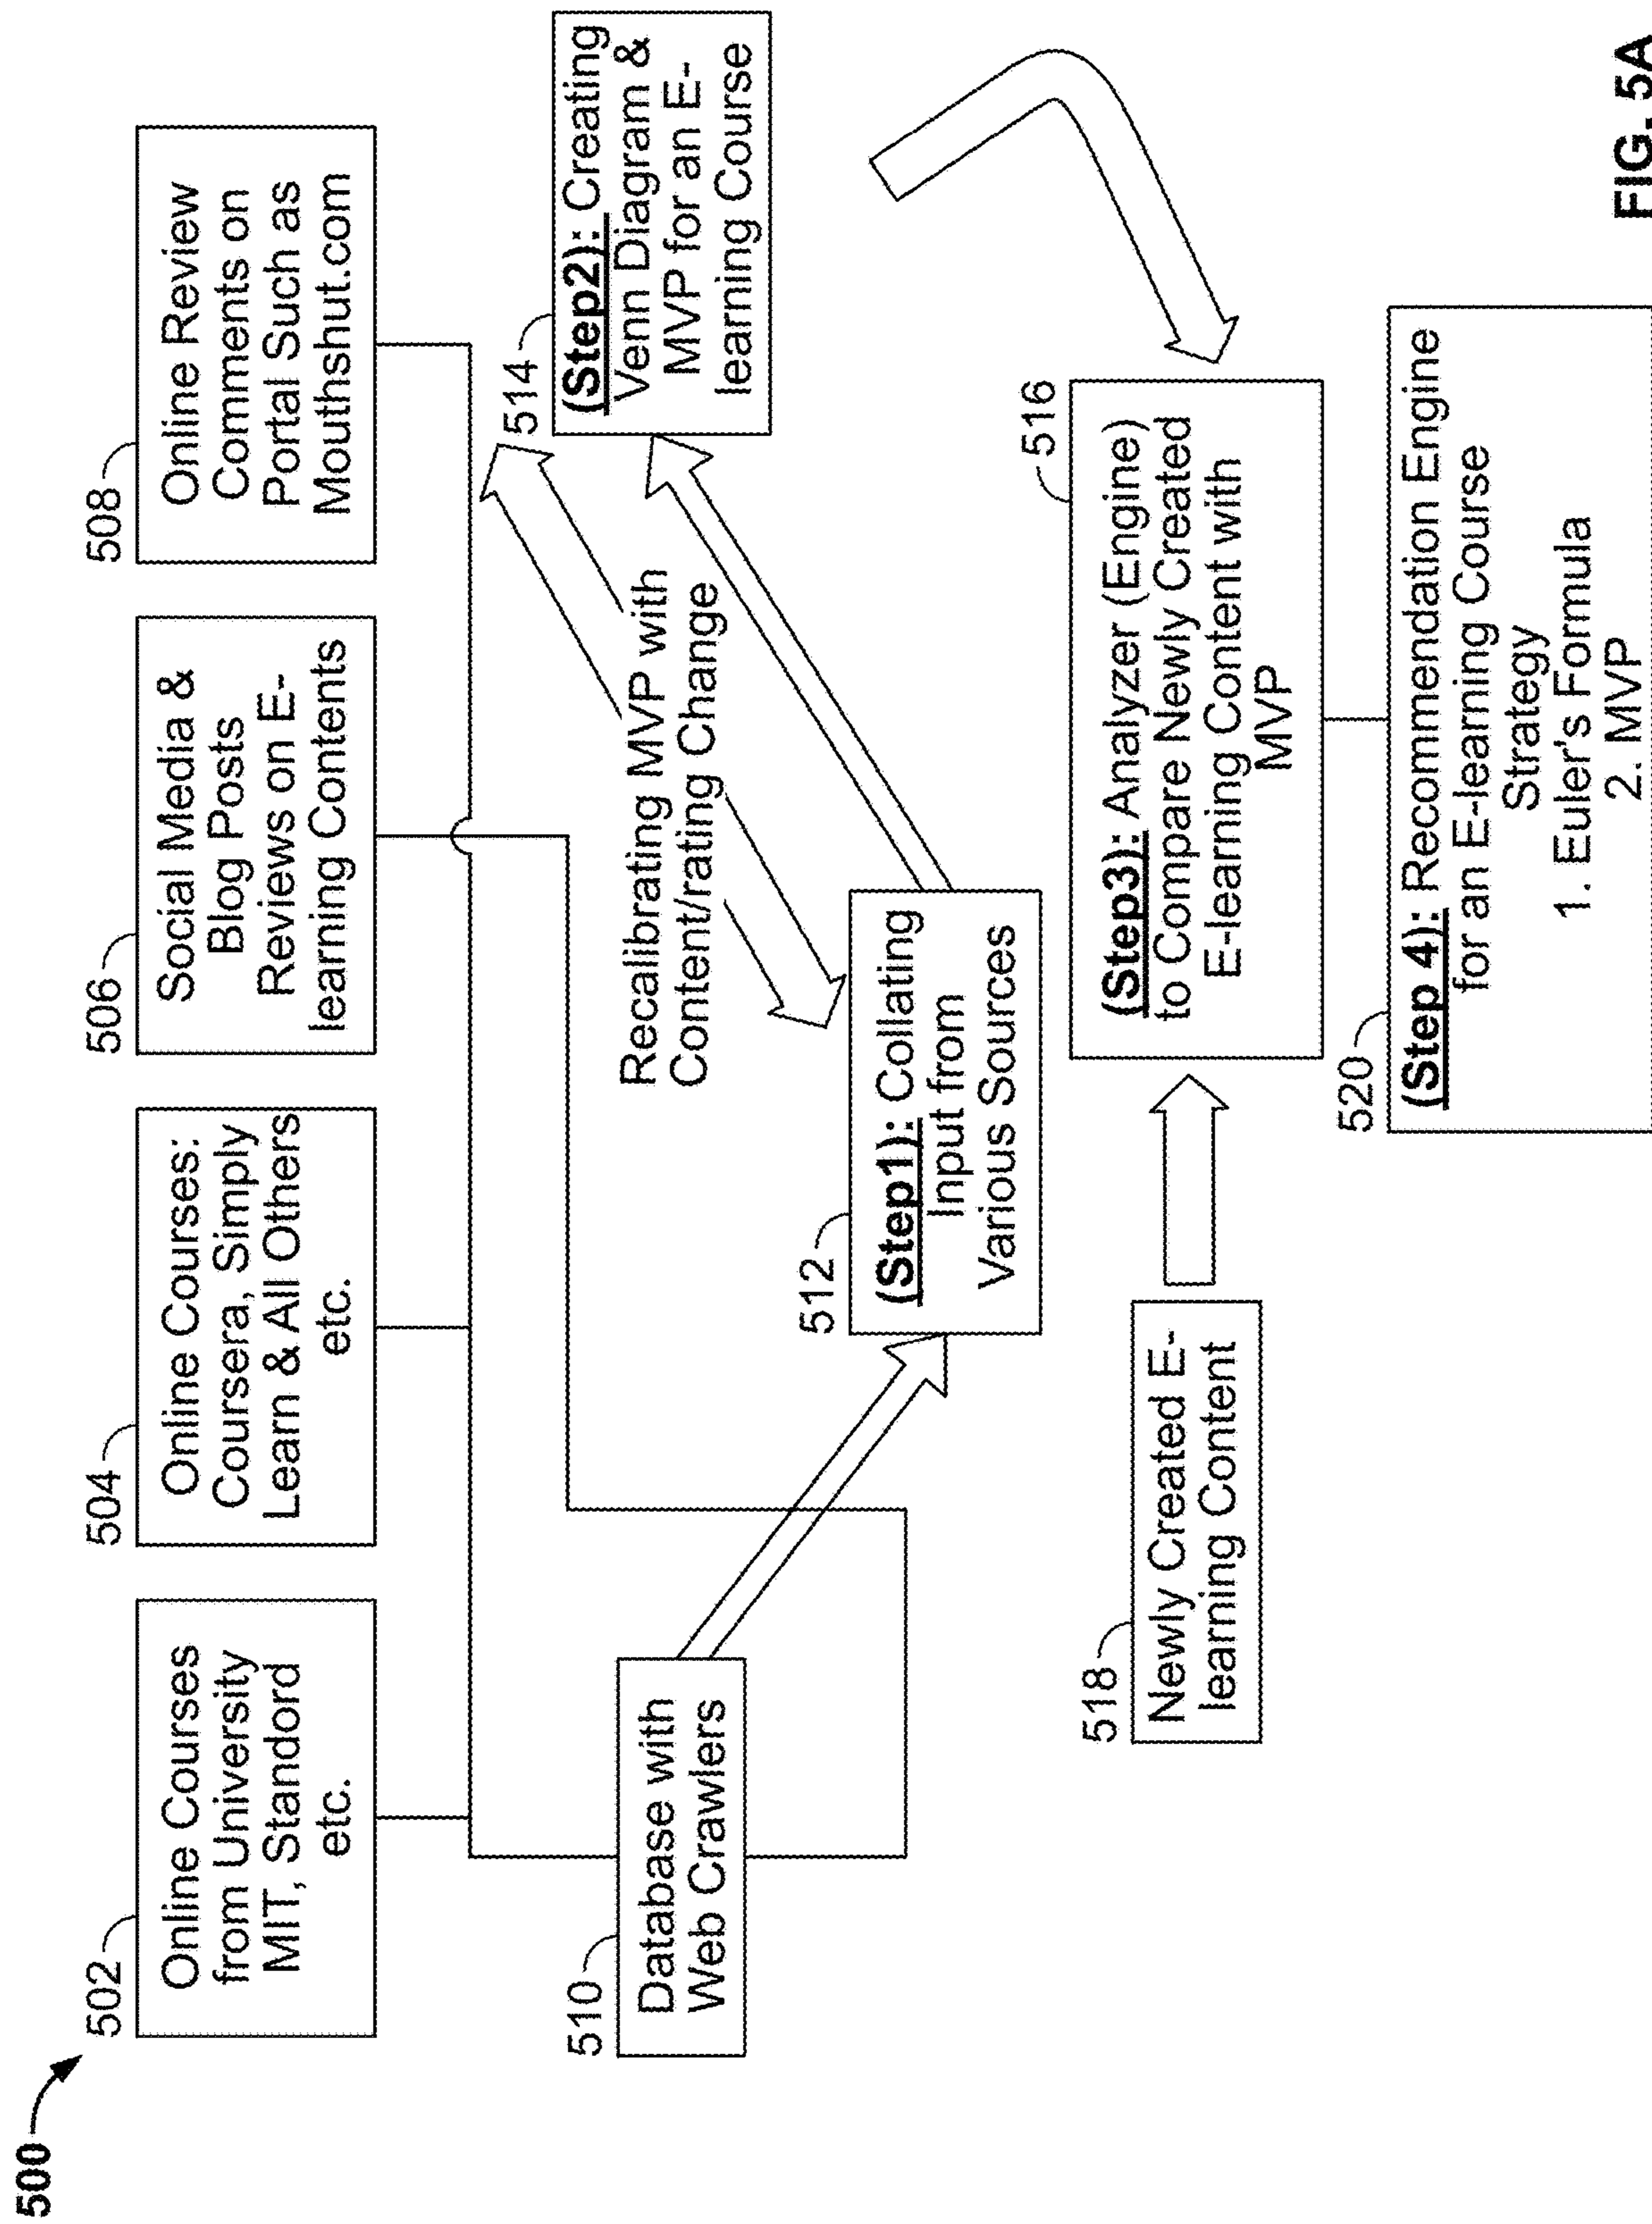 500
502
Online Courses
from University
MIT, Standord
etc.
504
Online Courses:
Coursera, Simply
Learn & All Others
etc.
506
Social Media &
Blog Posts
Reviews on E-
learning Contents
508
Online Review
Comments on
Portal Such as
Mouthshut.com
510
Database with
Web Crawlers
Recalibrating MVP with
Content/rating Change
514
(Step2): Creating
Venn Diagram &
MVP for an E-
learning Course
512
(Step1): Collating
Input from
Various Sources
518
Newly Created E-
learning Content
516
(Step3): Analyzer (Engine)
to Compare Newly Created
E-learning Content with
MVP
520
(Step 4): Recommendation Engine
for an E-learning Course
Strategy
1. Euler's Formula
2. MVP
FIG. 5A